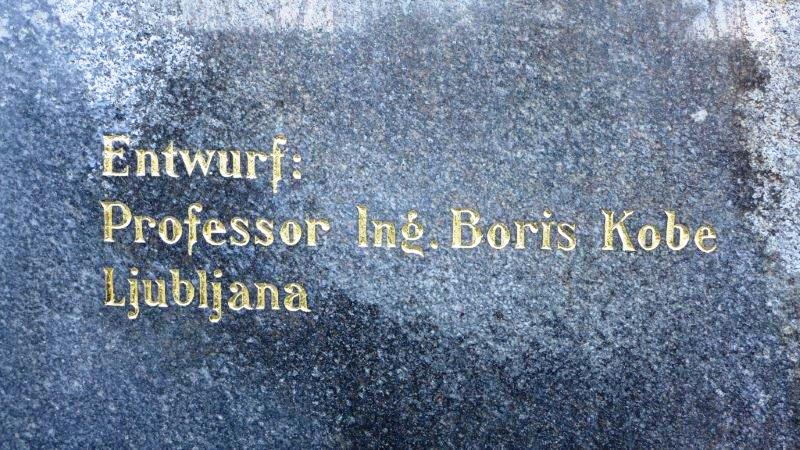 Entwurf:
Professor Ing. Boris Kobe
Ljubljana